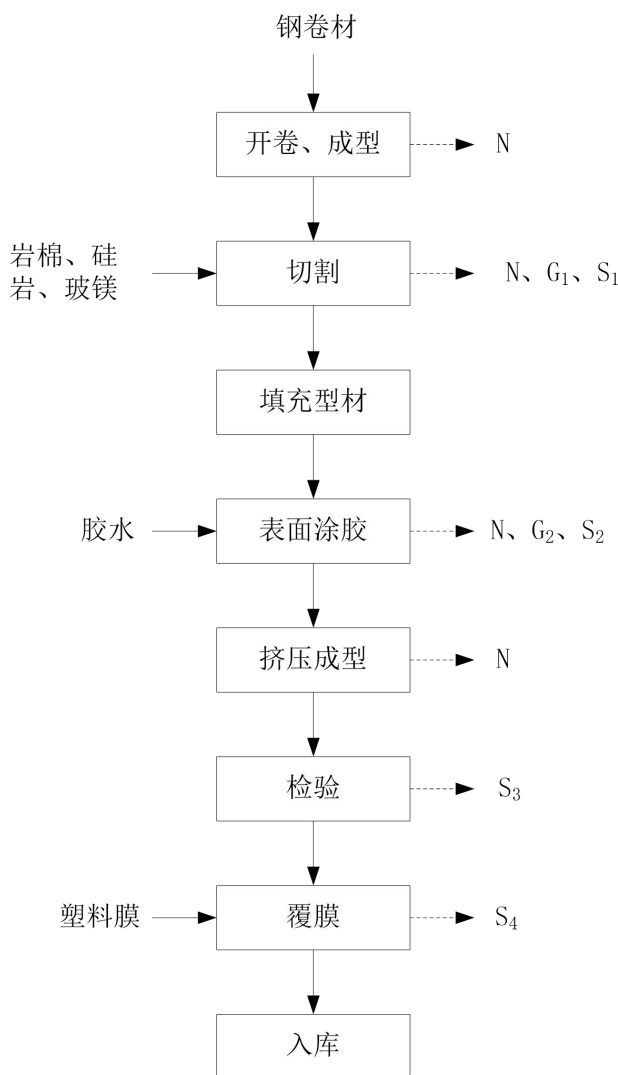 钢卷材
开卷、成型
N
岩棉、硅
岩、玻镁
切割
N、G₁、S₁
填充型材
胶水
表面涂胶
N、G₂、S₂
挤压成型
N
检验
S₃
塑料膜
覆膜
S₄
入库